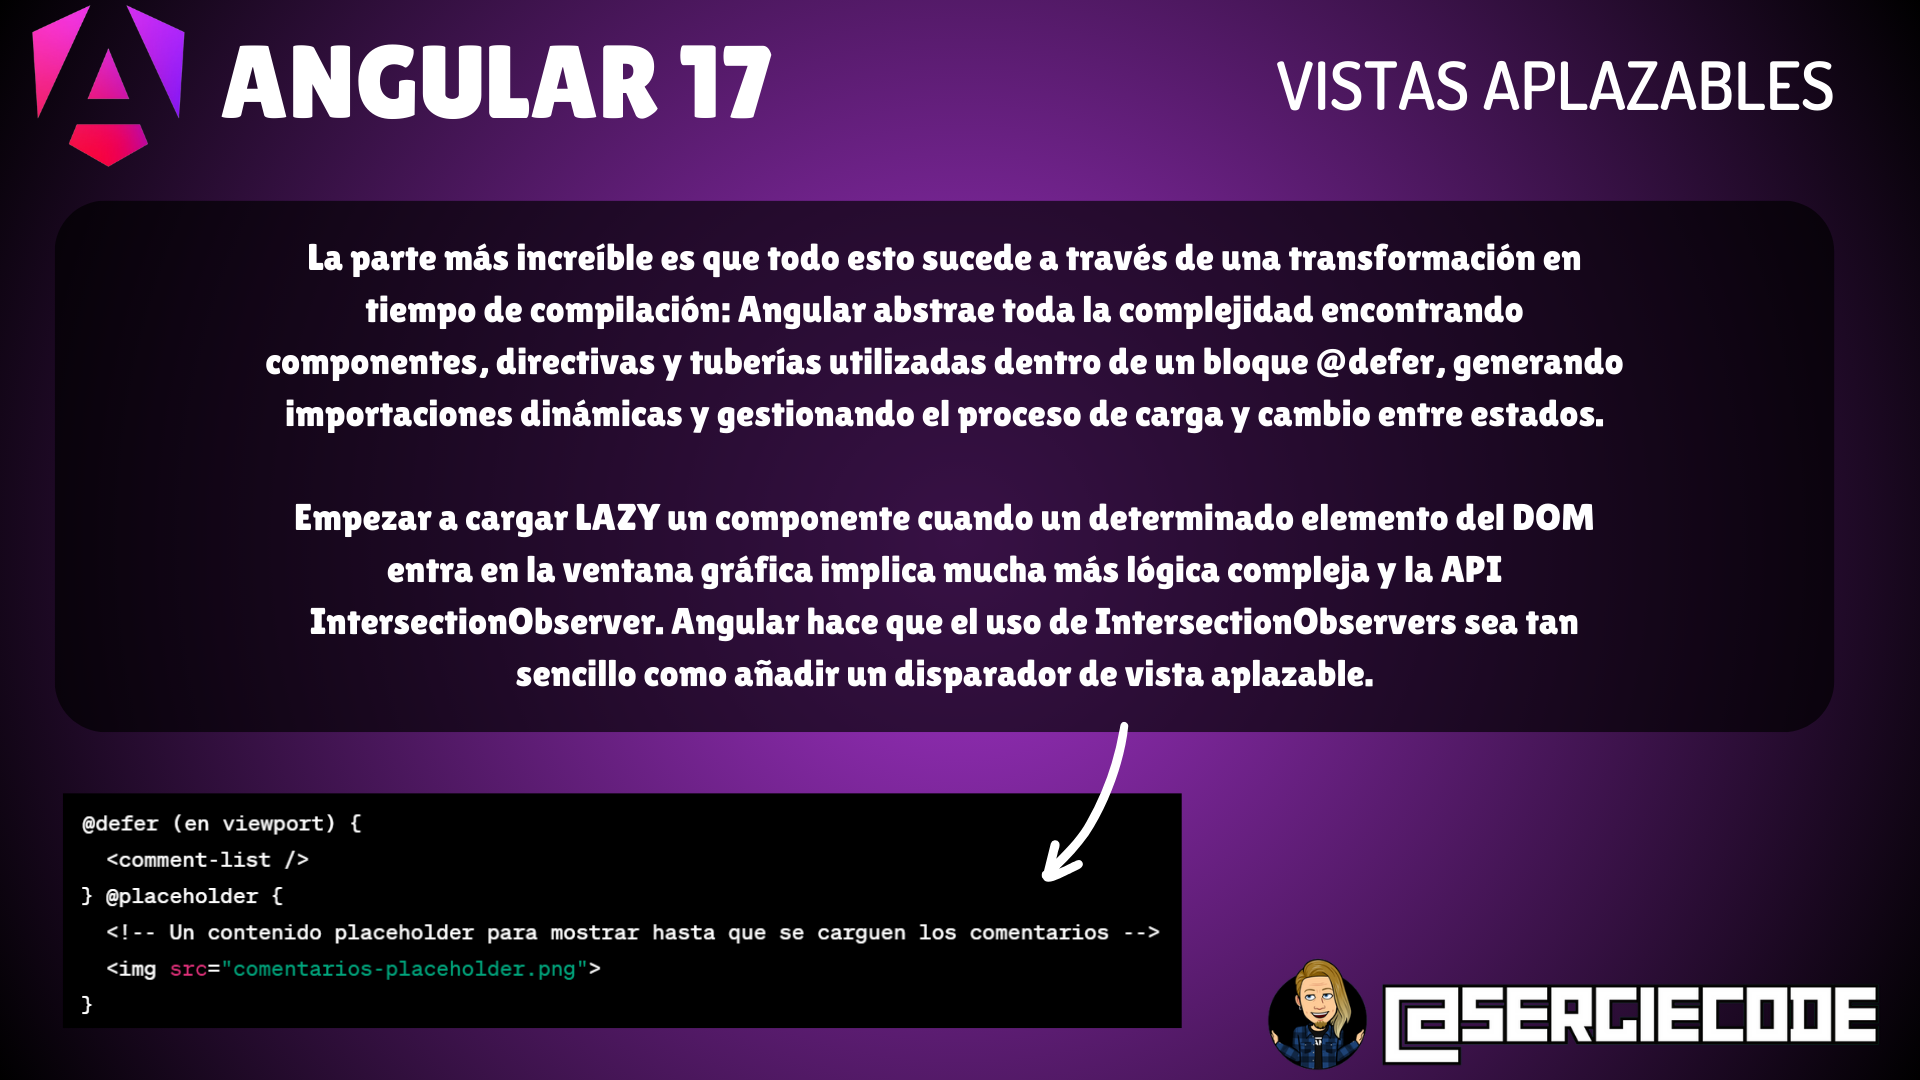 ANGULAR 17
VISTAS APLAZABLES
La parte más increíble es que todo esto sucede a través de una transformación en
tiempo de compilación: Angular abstrae toda la complejidad encontrando
componentes, directivas y tuberías utilizadas dentro de un bloque @defer, generando
importaciones dinámicas y gestionando el proceso de carga y cambio entre estados.
Empezar a cargar LAZY un componente cuando un determinado elemento del DOM
entra en la ventana gráfica implica mucha más lógica compleja y la API
IntersectionObserver. Angular hace que el uso de IntersectionObservers sea tan
sencillo como añadir un disparador de vista aplazable.
@defer (en viewport) {
  <comment-list />
} @placeholder {
  <!-- Un contenido placeholder para mostrar hasta que se carguen los comentarios -->
  <img src="comentarios-placeholder.png">
}
@SERGIECODE